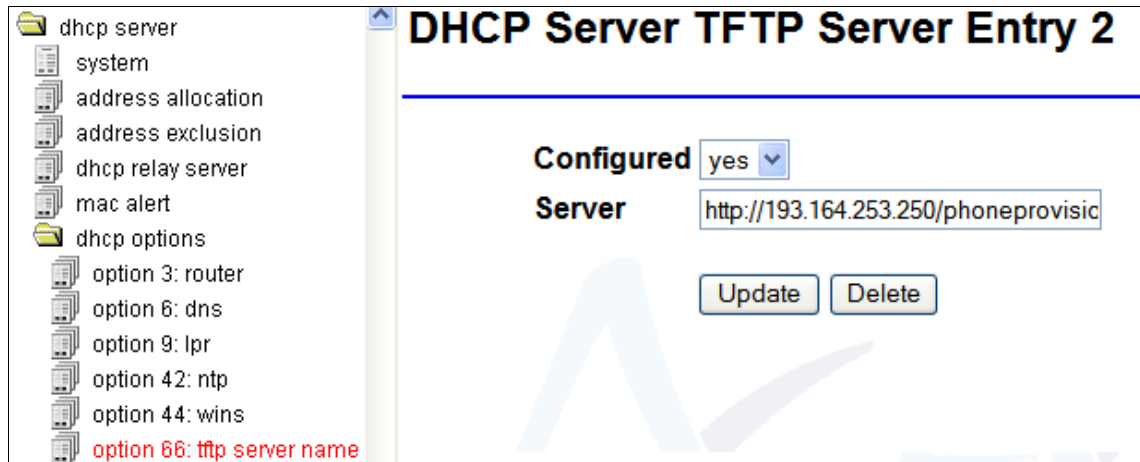 dhcp server
system
address allocation
address exclusion
dhcp relay server
mac alert
dhcp options
option 3: router
option 6: dns
option 9: lpr
option 42: ntp
option 44: wins
option 66: tftp server name
DHCP Server TFTP Server Entry 2
Configured yes
Server http://193.164.253.250/phoneprovisic
Update Delete